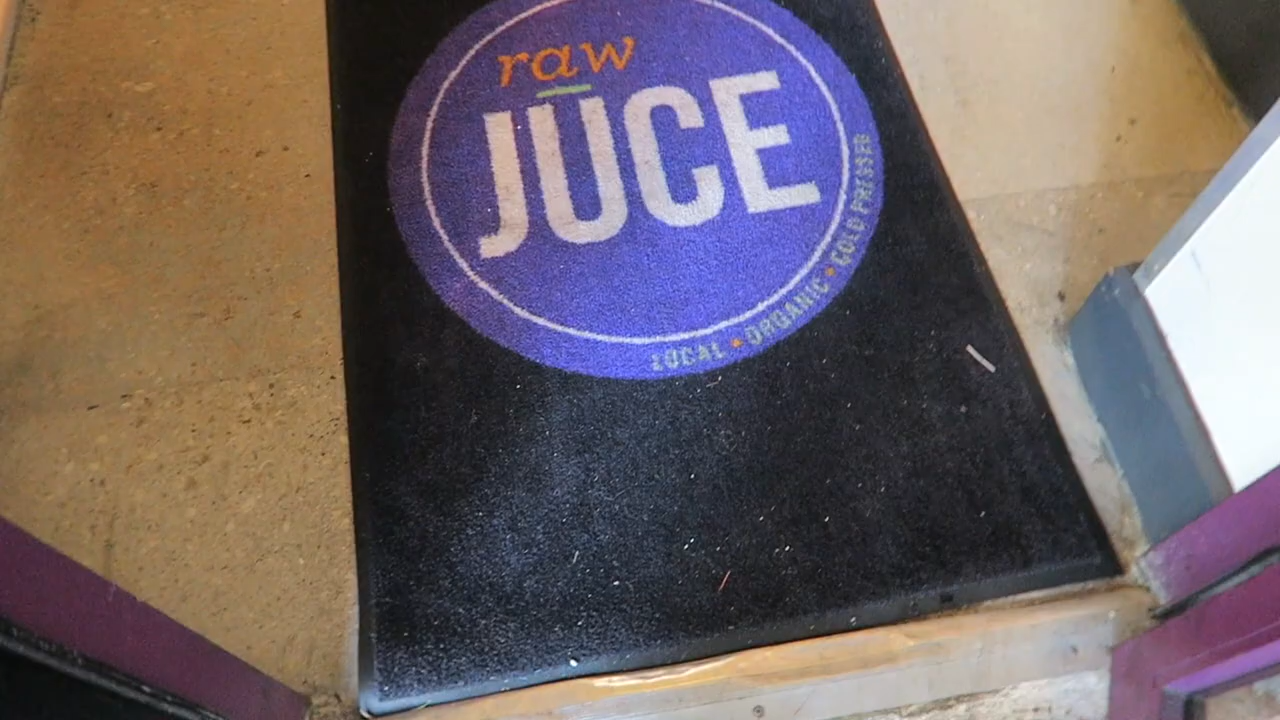 raw
JUCE
LOCAL • ORGANIC • COLD PRESSED